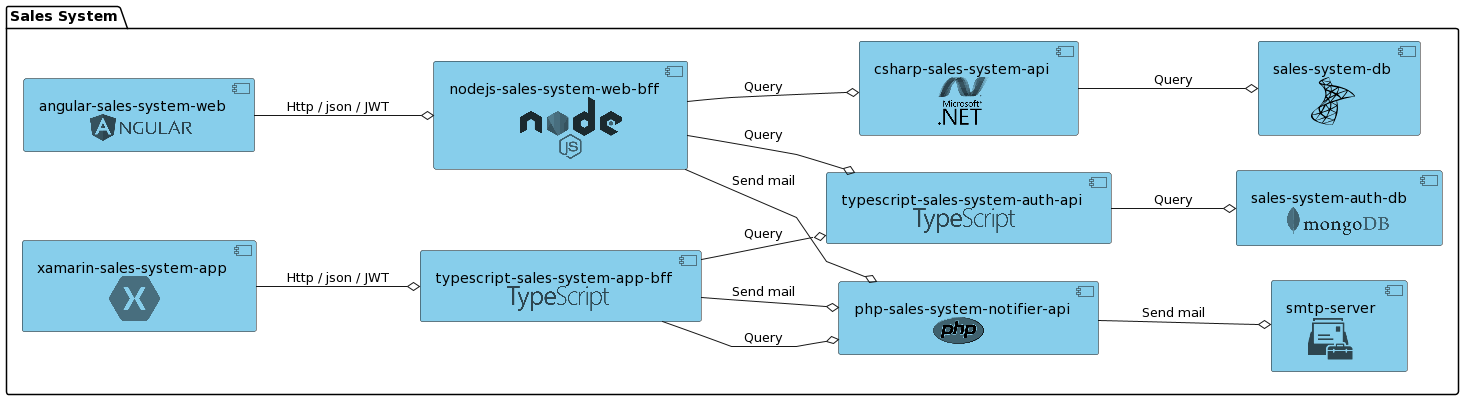 Sales System
angular-sales-system-web
ANGULAR
Http / json / JWT
nodejs-sales-system-web-bff
node
JS
Query
csharp-sales-system-api
Microsoft®
.NET
Query
sales-system-db
Query
Send mail
typescript-sales-system-auth-api
TypeScript
Query
sales-system-auth-db
mongoDB
xamarin-sales-system-app
X
Http / json / JWT
typescript-sales-system-app-bff
TypeScript
Query
Send mail
Query
php-sales-system-notifier-api
php
Send mail
smtp-server